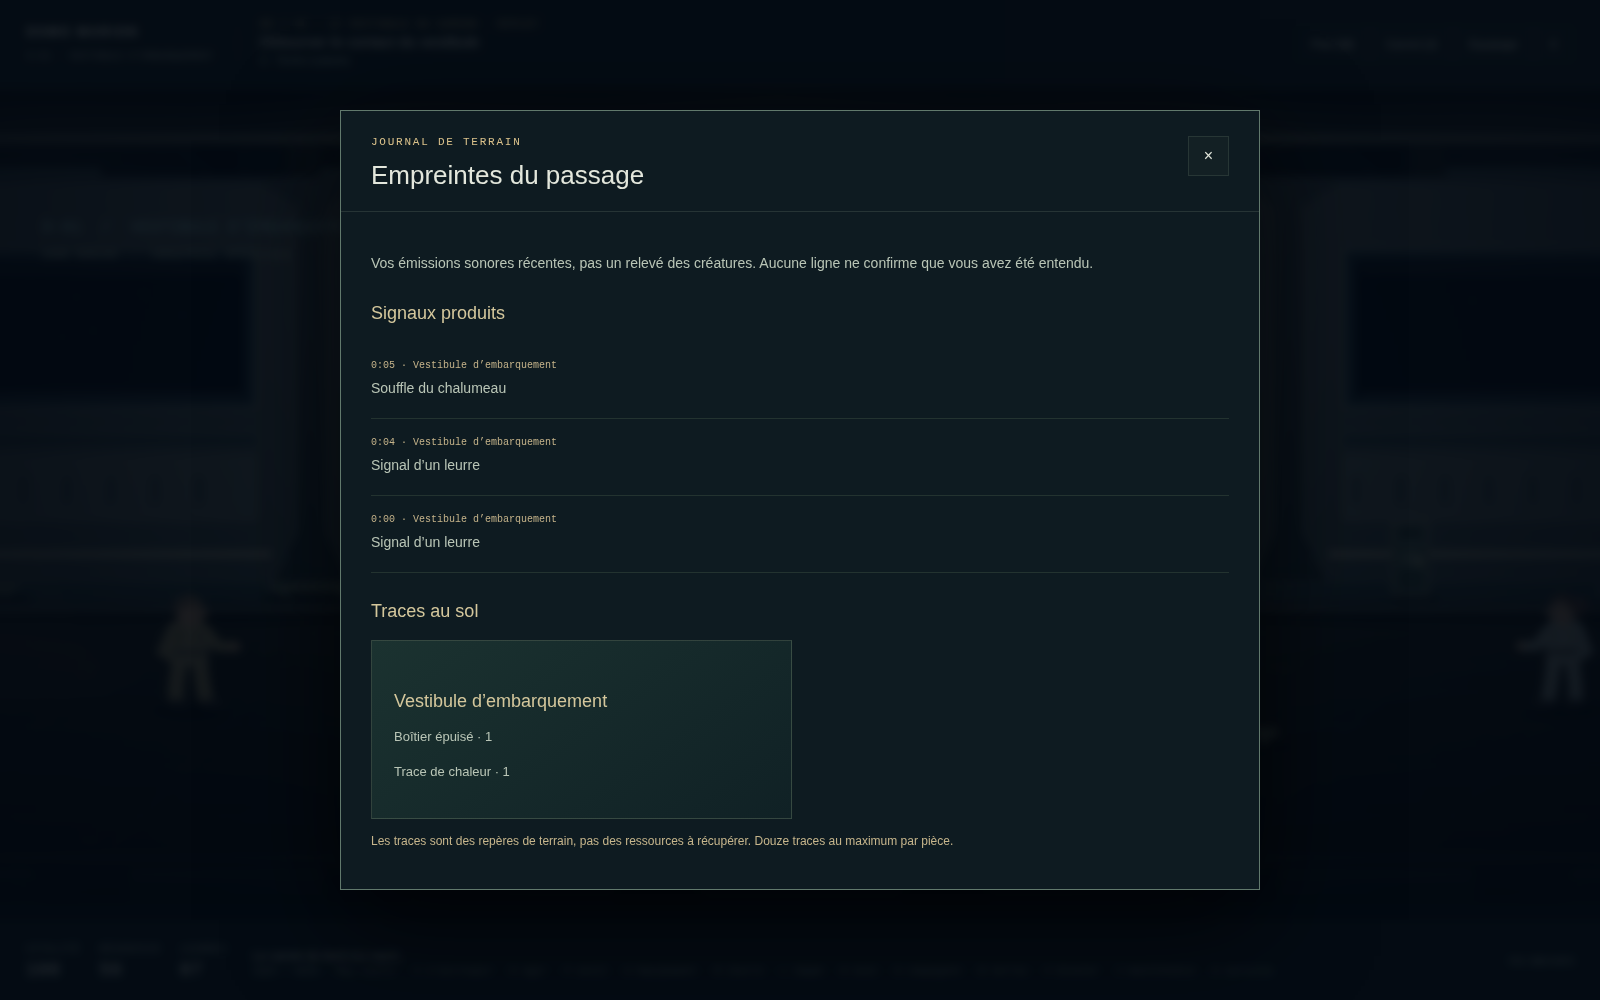 JOURNAL DE TERRAIN
Empreintes du passage
×
Vos émissions sonores récentes, pas un relevé des créatures. Aucune ligne ne confirme que vous avez été entendu.
Signaux produits
0:05 · Vestibule d’embarquement
Souffle du chalumeau
0:04 · Vestibule d’embarquement
Signal d’un leurre
0:00 · Vestibule d’embarquement
Signal d’un leurre
Traces au sol
Vestibule d’embarquement
Boîtier épuisé · 1
Trace de chaleur · 1
Les traces sont des repères de terrain, pas des ressources à récupérer. Douze traces au maximum par pièce.